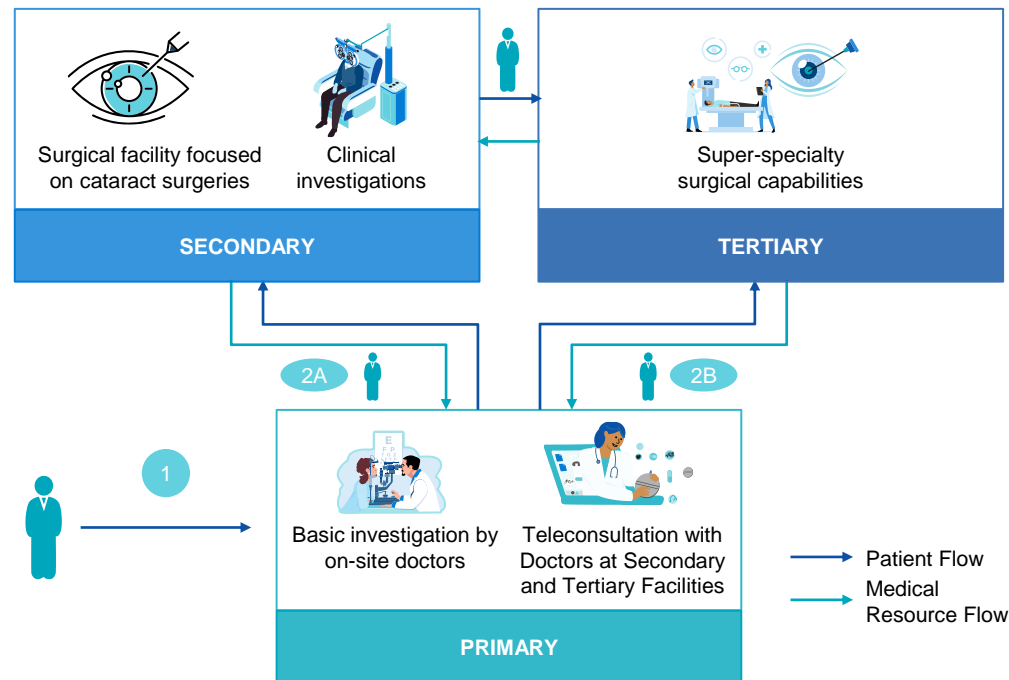 Surgical facility focused
on cataract surgeries
Clinical
investigations
SECONDARY
Super-specialty
surgical capabilities
TERTIARY
2A
2B
1
E
F P
Basic investigation by
on-site doctors
Teleconsultation with
Doctors at Secondary
and Tertiary Facilities
PRIMARY
Patient Flow
Medical
Resource Flow